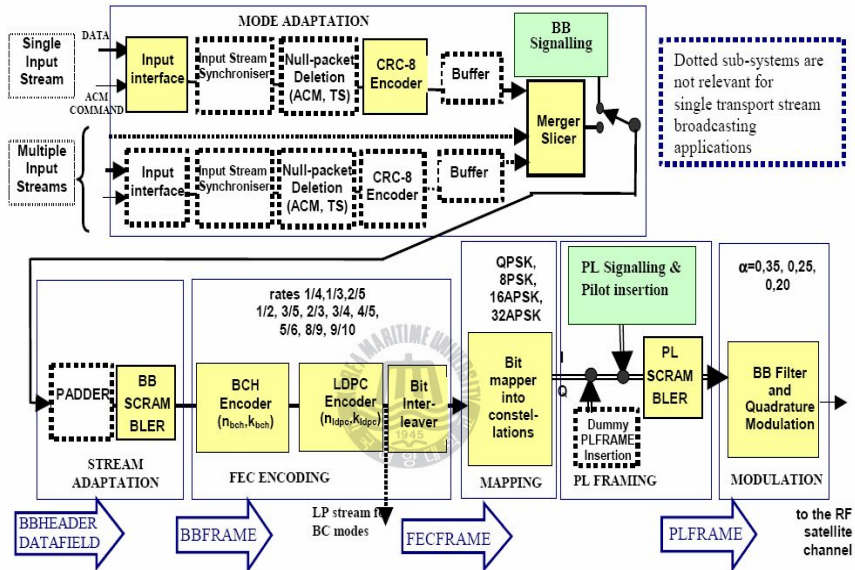 MODE ADAPTATION
Single
Input
Stream
DATA
ACM
COMMAND
Input
interface
Input Stream
Synchroniser
Null-packet
Deletion
(ACM, TS)
CRC-8
Encoder
Buffer
BB
Signalling
Merger
Slicer
Dotted sub-systems are
not relevant for
single transport stream
broadcasting
applications
Multiple
Input
Streams
Input
interface
Input Stream
Synchroniser
Null-packet
Deletion
(ACM, TS)
CRC-8
Encoder
Buffer
PADDER
BB
SCRAM
BLER
STREAM
ADAPTATION
rates 1/4,1/3,2/5
1/2, 3/5, 2/3, 3/4, 4/5,
5/6, 8/9, 9/10
BCH
Encoder
(nbch,kbch)
LDPC
Encoder
(nldpc,kldpc)
Bit
Inter-
leaver
FEC ENCODING
LP stream for
BC modes
QPSK,
8PSK,
16APSK,
32APSK
Bit
mapper
into
constel-
lations
MAPPING
I
Q
PL Signalling &
Pilot insertion
PL
SCRAM
BLER
Dummy
PLFRAME
Insertion
PL FRAMING
α=0,35, 0,25,
0,20
BB Filter
and
Quadrature
Modulation
MODULATION
BBHEADER
DATAFIELD
BBFRAME
FECFRAME
PLFRAME
to the RF
satellite
channel
MARITIME UNIVERSITY
1945